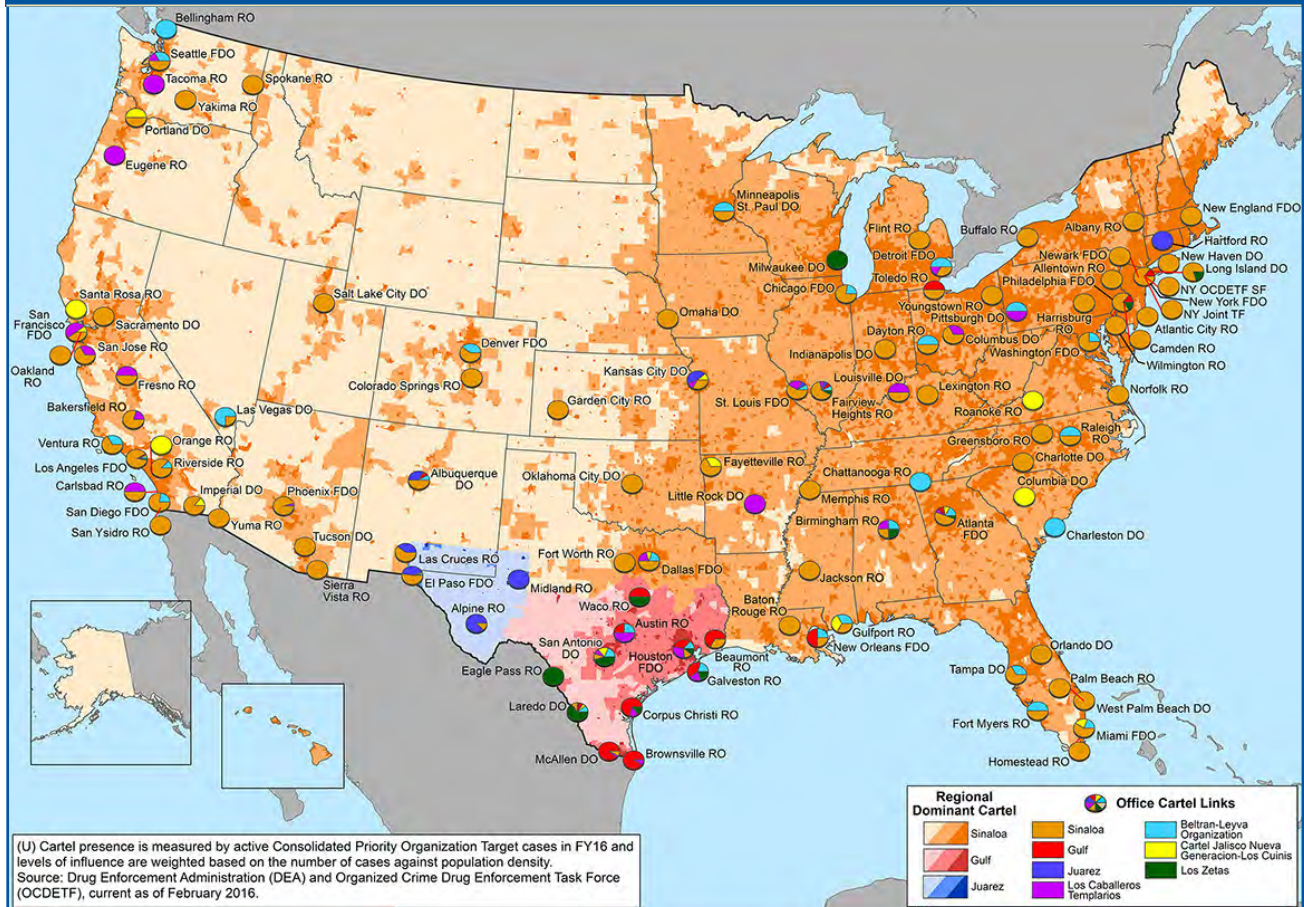 Bellingham RO
Seattle FDO
Tacoma RO
Spokane RO
Yakima RO
Portland DO
Eugene RO
Minneapolis
St. Paul DO
New England FDO
Albany RO
Buffalo RO
Flint RO
Hartford RO
Detroit FDO
Newark FDO
New Haven DO
Milwaukee DO
Toledo RO
Allentown RO
Long Island DO
Chicago FDO
Philadelphia FDO
NY OCDETF SF
Youngstown RO
New York FDO
Santa Rosa RO
Salt Lake City DO
Omaha DO
Pittsburgh DO
Harrisburg
RO
NY Joint TF
San
Francisco
FDO
Sacramento DO
Dayton RO
Columbus DO
Atlantic City RO
San Jose RO
Denver FDO
Indianapolis DO
Washington FDO
Camden RO
Oakland
RO
Kansas City DO
Louisville DO
Wilmington RO
Fresno RO
Colorado Springs RO
St. Louis FDO
Fairview
Heights RO
Lexington RO
Norfolk RO
Bakersfield RO
Las Vegas DO
Garden City RO
Roanoke RO
Ventura RO
Orange RO
Greensboro RO
Raleigh
RO
Los Angeles FDO
Riverside RO
Albuquerque
DO
Oklahoma City DO
Fayetteville RO
Chattanooga RO
Charlotte DO
Carlsbad RO
Imperial DO
Phoenix FDO
Little Rock DO
Memphis RO
Columbia DO
San Diego FDO
Birmingham RO
Atlanta
FDO
San Ysidro RO
Yuma RO
Tucson DO
Charleston DO
Las Cruces RO
Fort Worth RO
Dallas FDO
Sierra
Vista RO
El Paso FDO
Midland RO
Jackson RO
Waco RO
Baton
Rouge RO
Alpine RO
Austin RO
Gulfport RO
San Antonio
DO
Houston
FDO
Beaumont
RO
New Orleans FDO
Orlando DO
Eagle Pass RO
Galveston RO
Tampa DO
Palm Beach RO
Laredo DO
Corpus Christi RO
West Palm Beach DO
Fort Myers RO
Miami FDO
McAllen DO
Brownsville RO
Homestead RO
Regional
Dominant Cartel
Sinaloa
Gulf
Juarez
Office Cartel Links
Sinaloa
Gulf
Juarez
Los Caballeros
Templarios
Beltran-Leyva
Organization
Cartel Jalisco Nueva
Generacion-Los Cuinis
Los Zetas
(U) Cartel presence is measured by active Consolidated Priority Organization Target cases in FY16 and
levels of influence are weighted based on the number of cases against population density.
Source: Drug Enforcement Administration (DEA) and Organized Crime Drug Enforcement Task Force
(OCDETF), current as of February 2016.